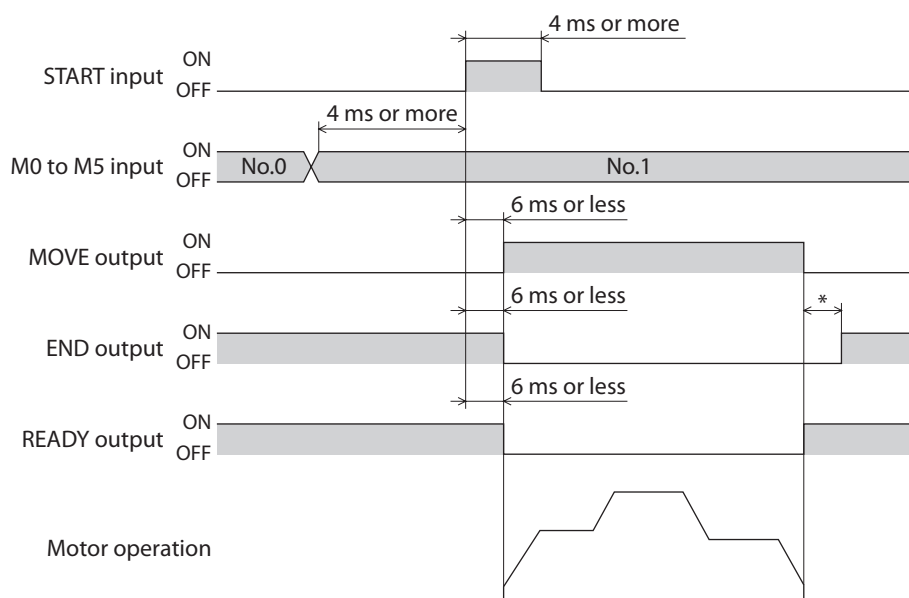 4 ms or more
START input
ON
OFF
4 ms or more
M0 to M5 input
ON
OFF
No.0
No.1
6 ms or less
MOVE output
ON
OFF
6 ms or less
*
END output
ON
OFF
6 ms or less
READY output
ON
OFF
Motor operation